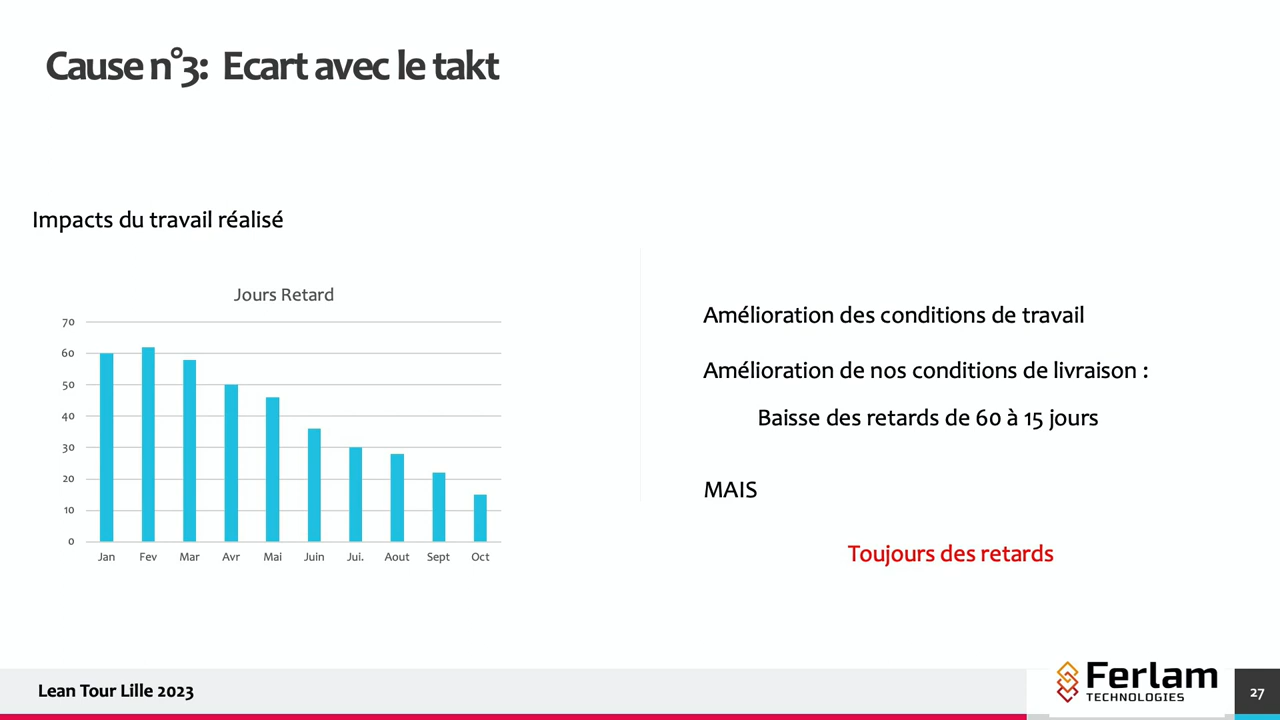 Cause n°3: Ecart avec le takt
Impacts du travail réalisé
Jours Retard
70
60
50
40
30
20
10
0
Jan Fev Mar Avr Mai Juin Jui. Aout Sept Oct
Amélioration des conditions de travail
Amélioration de nos conditions de livraison :
Baisse des retards de 60 à 15 jours
MAIS
Toujours des retards
Lean Tour Lille 2023
Ferlam
TECHNOLOGIES
27